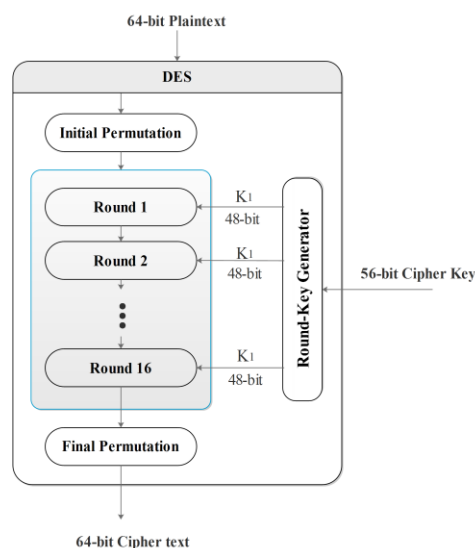 64-bit Plaintext
DES
Initial Permutation
Round 1
K1
48-bit
Round 2
K1
48-bit
Round-Key Generator
56-bit Cipher Key
Round 16
K1
48-bit
Final Permutation
64-bit Cipher text